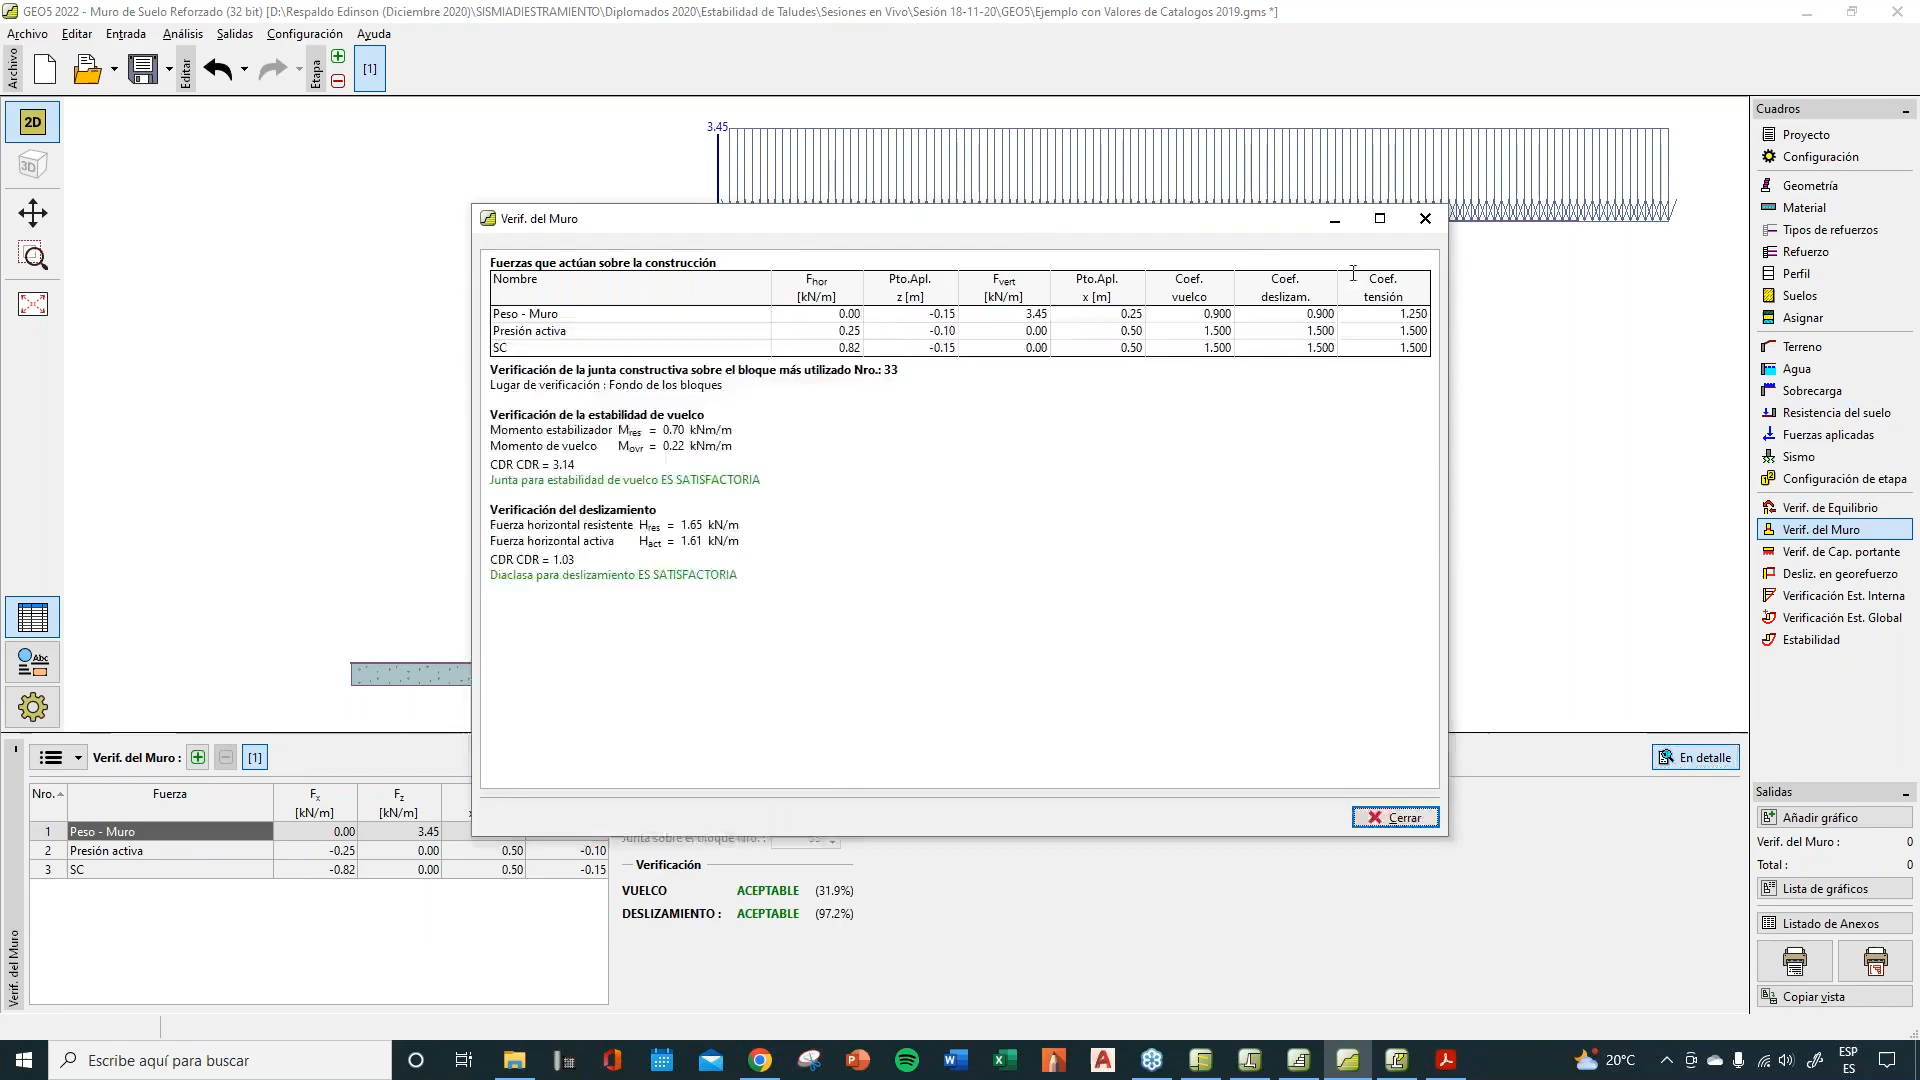 GEO5 2022 - Muro de Suelo Reforzado (32 bit) [D:\Respaldo Edinson (Diciembre 2020)\SISMIADIESTRAMIENTO\Diplomados 2020\Estabilidad de Taludes\Sesiones en Vivo\Sesión 18-11-20\GEO5\Ejemplo con Valores de Catalogos 2019.gms *]
Archivo Editar Entrada Análisis Salidas Configuración Ayuda
Archivo
Editar
Etapa
[1]
2D
3D
3.45
Verif. del Muro
Fuerzas que actúan sobre la construcción
Nombre Fhor Pto.Apl. Fvert Pto.Apl. Coef. Coef. Coef.
[kN/m] z [m] [kN/m] x [m] vuelco deslizam. tensión
Peso - Muro 0.00 -0.15 3.45 0.25 0.900 0.900 1.250
Presión activa 0.25 -0.10 0.00 0.50 1.500 1.500 1.500
SC 0.82 -0.15 0.00 0.50 1.500 1.500 1.500
Verificación de la junta constructiva sobre el bloque más utilizado Nro.: 33
Lugar de verificación : Fondo de los bloques
Verificación de la estabilidad de vuelco
Momento estabilizador Mres = 0.70 kNm/m
Momento de vuelco Movr = 0.22 kNm/m
CDR CDR = 3.14
Junta para estabilidad de vuelco ES SATISFACTORIA
Verificación del deslizamiento
Fuerza horizontal resistente Hres = 1.65 kN/m
Fuerza horizontal activa Hact = 1.61 kN/m
CDR CDR = 1.03
Diaclasa para deslizamiento ES SATISFACTORIA
Cerrar
Cuadros
Proyecto
Configuración
Geometría
Material
Tipos de refuerzos
Refuerzo
Perfil
Suelos
Asignar
Terreno
Agua
Sobrecarga
Resistencia del suelo
Fuerzas aplicadas
Sismo
Configuración de etapa
Verif. de Equilibrio
Verif. del Muro
Verif. de Cap. portante
Desliz. en georefuerzo
Verificación Est. Interna
Verificación Est. Global
Estabilidad
Abc
Verif. del Muro : [1]
En detalle
Nro. Fuerza Fx Fz
[kN/m] [kN/m]
1 Peso - Muro 0.00 3.45
2 Presión activa -0.25 0.00 0.50 -0.10
3 SC -0.82 0.00 0.50 -0.15
Junta sobre el bloque Nro. :
Verificación
VUELCO ACEPTABLE (31.9%)
DESLIZAMIENTO : ACEPTABLE (97.2%)
Verif. del Muro
Salidas
Añadir gráfico
Verif. del Muro : 0
Total : 0
Lista de gráficos
Listado de Anexos
Copiar vista
Escribe aquí para buscar
20°C
ESP
ES